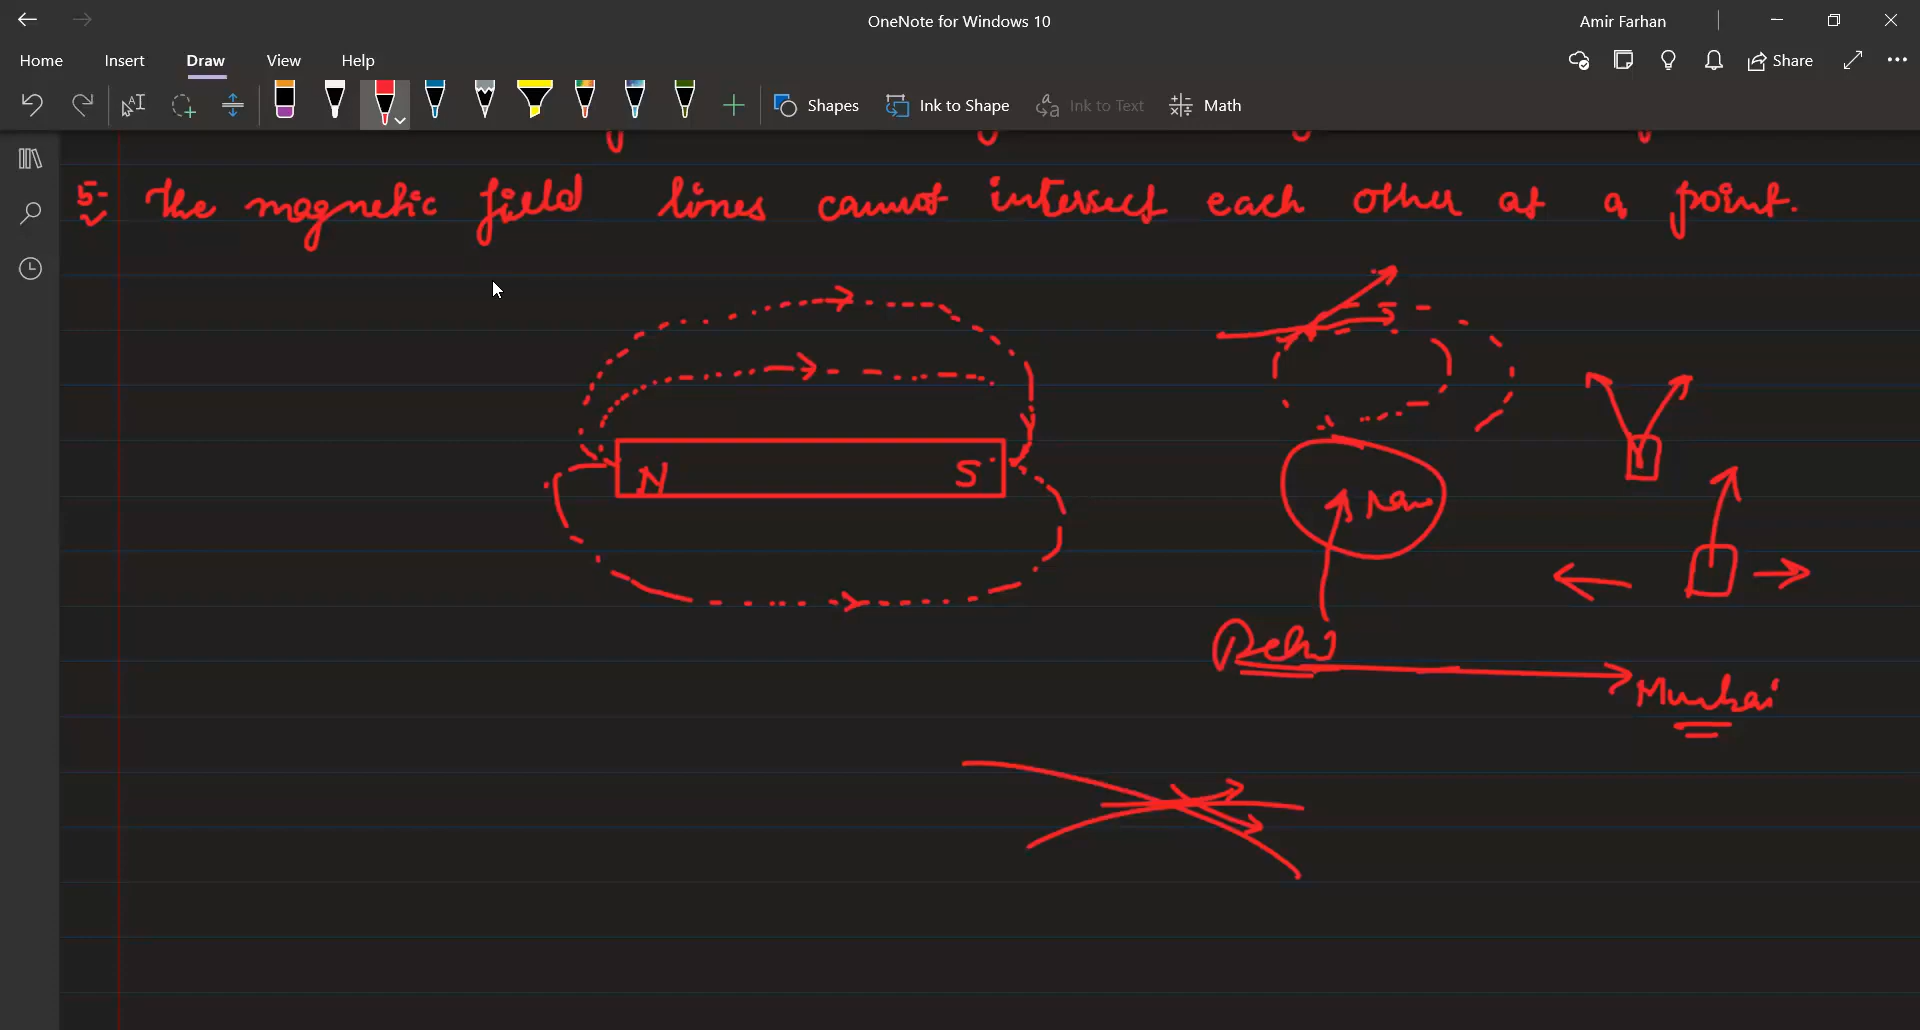 OneNote for Windows 10
Amir Farhan
Home Insert Draw View Help
Share
Shapes Ink to Shape Ink to Text Math
5- The magnetic field lines cannot intersect each other at a point.
N S
Delhi
Mumbai